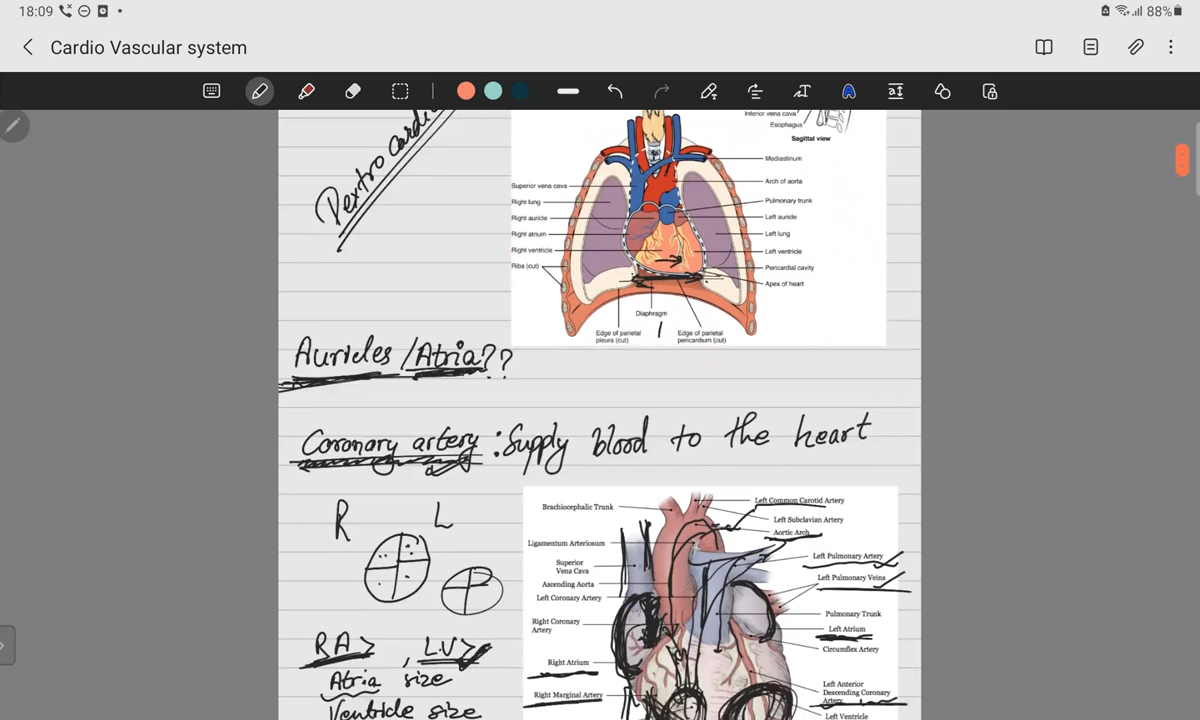 18:09
88%
Cardio Vascular system
Dextro Cardi
Inferior vena cava
Esophagus
Sagittal view
Mediastinum
Superior vena cava
Arch of aorta
Right lung
Pulmonary trunk
Right auricle
Left auricle
Right atrium
Left lung
Right ventricle
Left ventricle
Ribs (cut)
Pericardial cavity
Apex of heart
Diaphragm
Edge of parietal
pleura (cut)
Edge of parietal
pericardium (cut)
Auricles / Atria??
Coronary artery : Supply blood to the heart
R L
Brachiocephalic Trunk
Left Common Carotid Artery
Left Subclavian Artery
Aortic Arch
Ligamentum Arteriosum
Left Pulmonary Artery
Superior
Vena Cava
Left Pulmonary Veins
Ascending Aorta
Left Coronary Artery
Pulmonary Trunk
Right Coronary
Artery
Left Atrium
Circumflex Artery
Right Atrium
Left Anterior
Descending Coronary
Artery
Right Marginal Artery
Left Ventricle
RA> , LV>
Atria size
Ventricle size